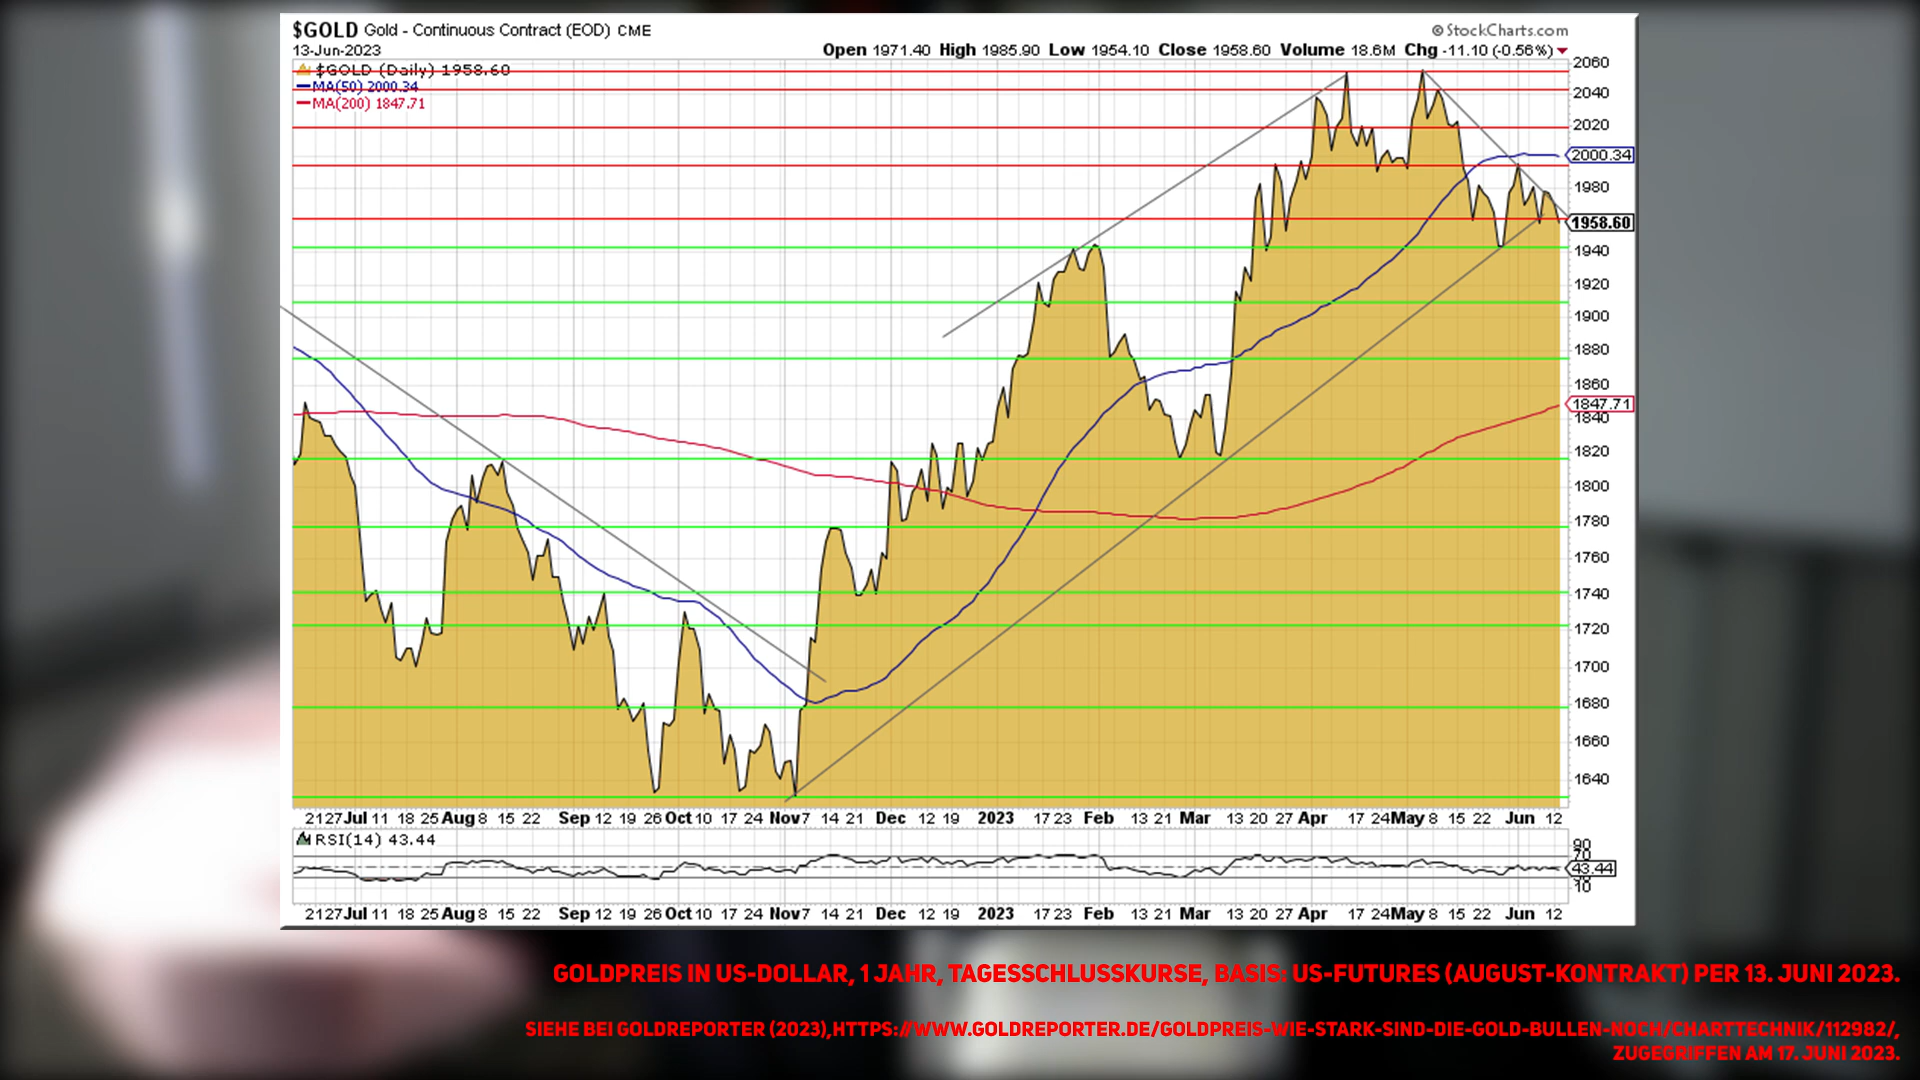 $GOLD Gold - Continuous Contract (EOD) CME
© StockCharts.com
13-Jun-2023
Open 1971.40 High 1985.90 Low 1954.10 Close 1958.60 Volume 18.6M Chg -11.10 (-0.56%)
$GOLD (Daily) 1958.60
MA(50) 2000.34
MA(200) 1847.71
2060
2040
2020
2000.34
1980
1958.60
1940
1920
1900
1880
1860
1847.71
1840
1820
1800
1780
1760
1740
1720
1700
1680
1660
1640
21 27 Jul 11 18 25 Aug 8 15 22 Sep 12 19 26 Oct 10 17 24 Nov 7 14 21 Dec 12 19 2023 17 23 Feb 13 21 Mar 13 20 27 Apr 17 24 May 8 15 22 Jun 12
RSI(14) 43.44
90
70
43.44
10
21 27 Jul 11 18 25 Aug 8 15 22 Sep 12 19 26 Oct 10 17 24 Nov 7 14 21 Dec 12 19 2023 17 23 Feb 13 21 Mar 13 20 27 Apr 17 24 May 8 15 22 Jun 12
GOLDPREIS IN US-DOLLAR, 1 JAHR, TAGESSCHLUSSKURSE, BASIS: US-FUTURES (AUGUST-KONTRAKT) PER 13. JUNI 2023.
SIEHE BEI GOLDREPORTER (2023),HTTPS://WWW.GOLDREPORTER.DE/GOLDPREIS-WIE-STARK-SIND-DIE-GOLD-BULLEN-NOCH/CHARTTECHNIK/112982/,
ZUGEGRIFFEN AM 17. JUNI 2023.